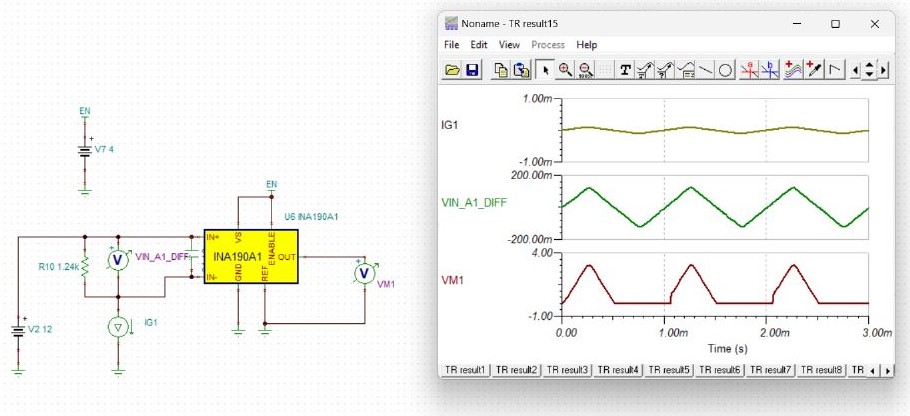 Noname - TR result15
File Edit View Process Help
EN
V7 4
EN
U6 INA190A1
IN+
VS
ENABLE
INA190A1
OUT
IN-
GND
REF
R10 1.24k
VIN_A1_DIFF
VM1
V2 12
IG1
IG1
1.00m
-1.00m
VIN_A1_DIFF
200.00m
-200.00m
VM1
4.00
-1.00
0.00 1.00m 2.00m 3.00m
Time (s)
TR result1 TR result2 TR result3 TR result4 TR result5 TR result6 TR result7 TR result8 TR